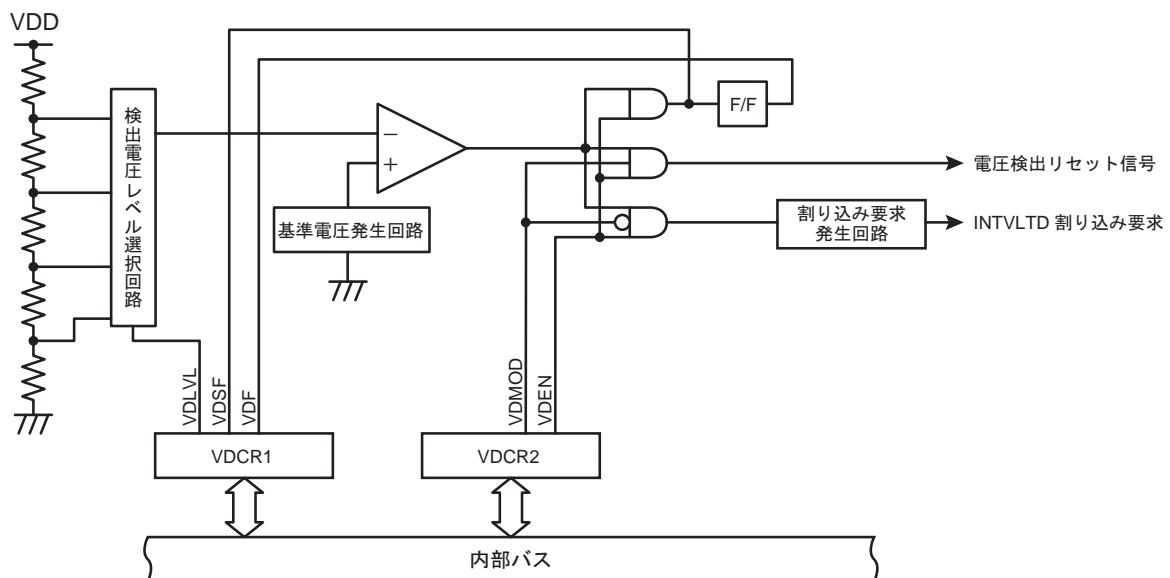 VDD
検出電圧レベル選択回路
−
+
基準電圧発生回路
F/F
電圧検出リセット信号
割り込み要求
発生回路
INTVLTD 割り込み要求
VDLVL
VDSF
VDF
VDMOD
VDEN
VDCR1
VDCR2
内部バス